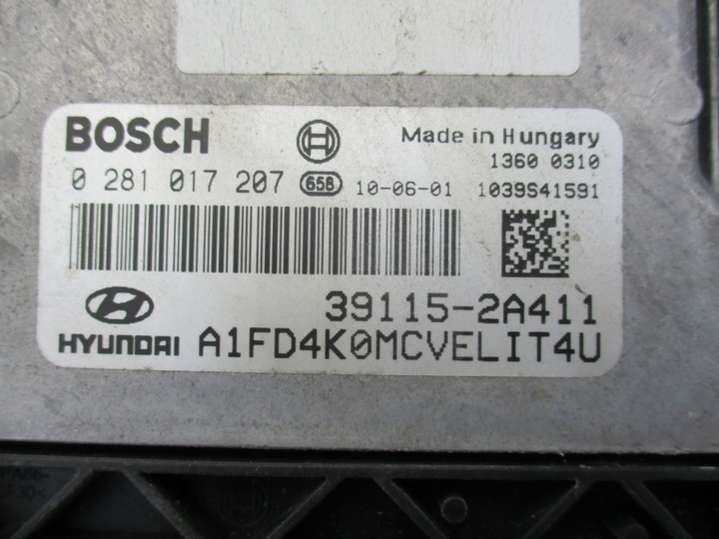 BOSCH
Made in Hungary
1360 0310
0 281 017 207 658 10-06-01 1039S41591
39115-2A411
HYUNDAI A1FD4K0MCVELIT4U